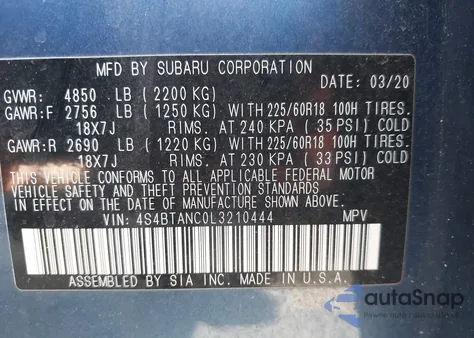 MFD BY SUBARU CORPORATION
DATE: 03/20
GVWR: 4850 LB (2200 KG)
GAWR:F 2756 LB (1250 KG) WITH 225/60R18 100H TIRES.
18X7J RIMS. AT 240 KPA (35 PSI) COLD
GAWR:R 2690 LB (1220 KG) WITH 225/60R18 100H TIRES.
18X7J RIMS. AT 230 KPA (33 PSI) COLD
THIS VEHICLE CONFORMS TO ALL APPLICABLE FEDERAL MOTOR
VEHICLE SAFETY AND THEFT PREVENTION STANDARDS IN
EFFECT ON THE DATE OF MANUFACTURE SHOWN ABOVE.
VIN: 4S4BTANC0L3210444 MPV
ASSEMBLED BY SIA INC. MADE IN U.S.A.
autoSnap
Powered by Auction